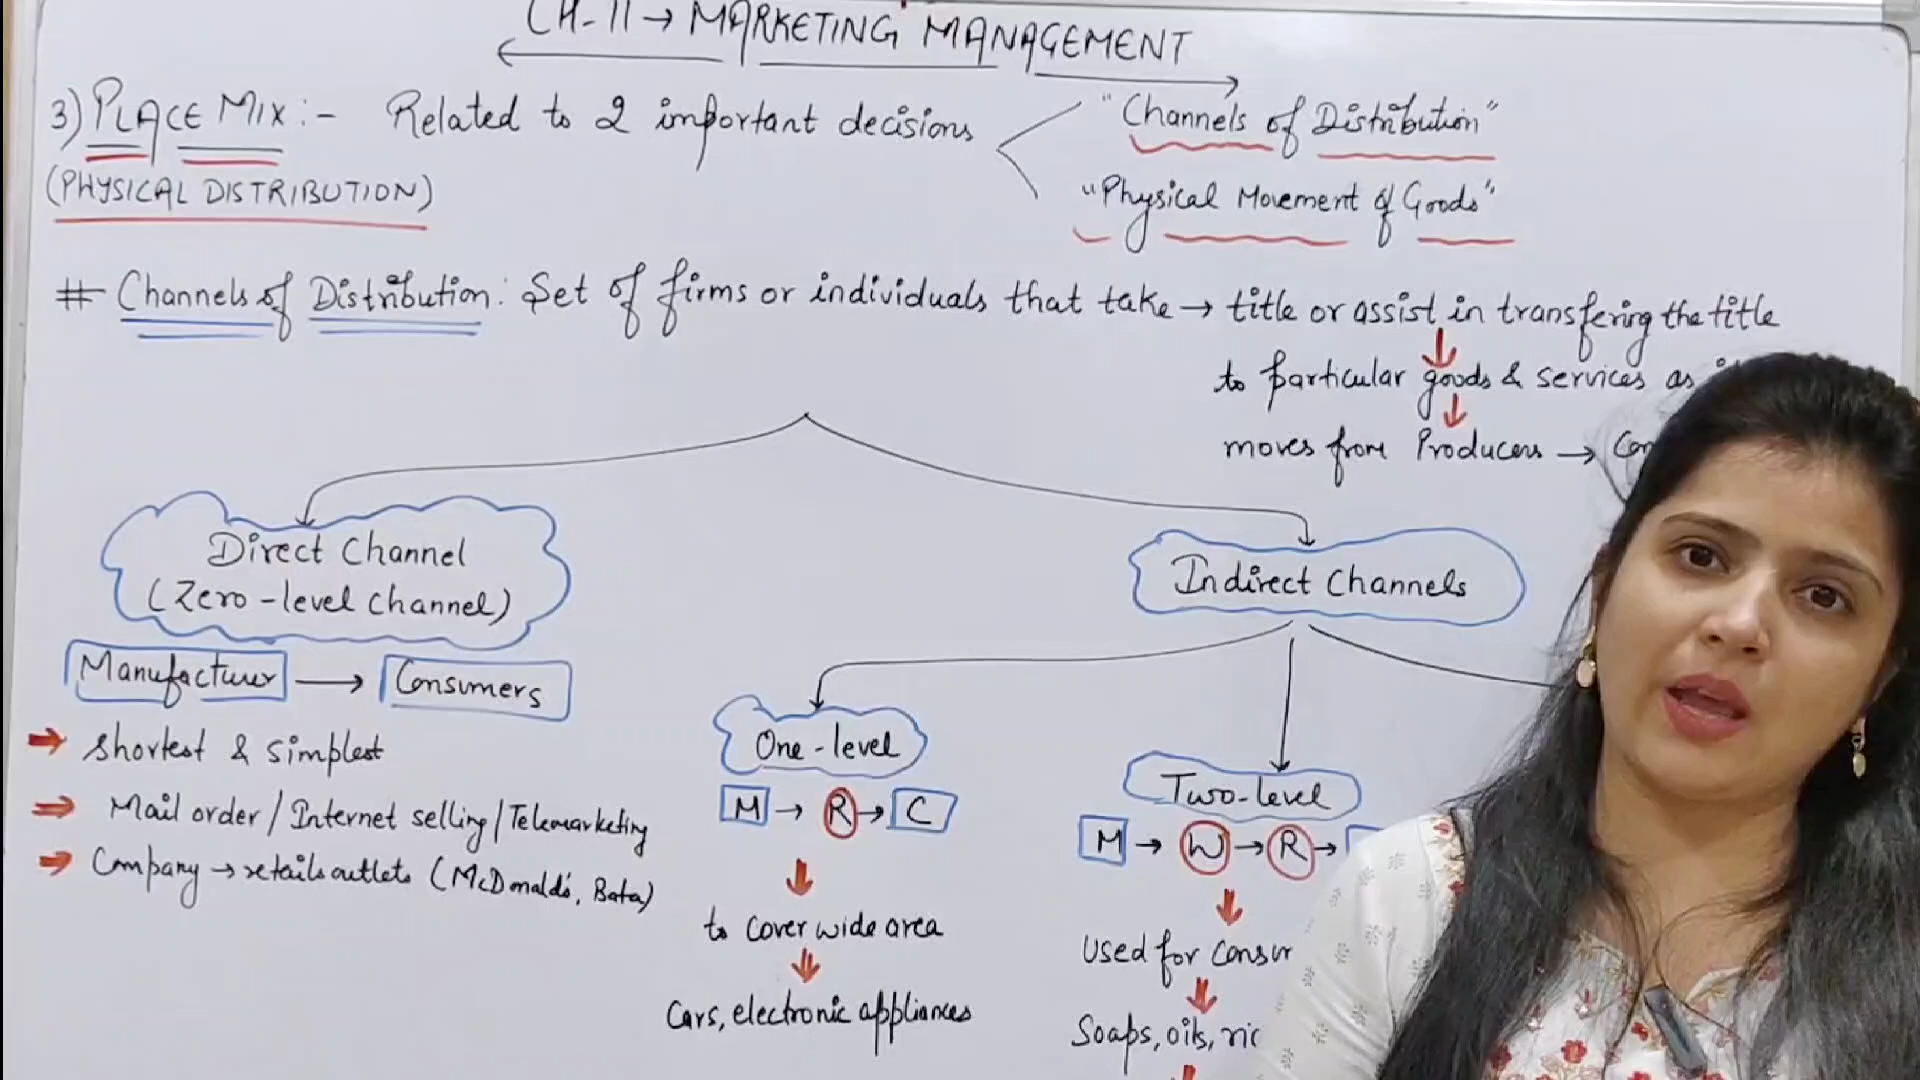 CH-11 → MARKETING MANAGEMENT
3) PLACE MIX :- Related to 2 important decisions
"Channels of Distribution"
"Physical Movement of Goods"
(PHYSICAL DISTRIBUTION)
# Channels of Distribution: Set of firms or individuals that take → title or assist in transfering the title
to particular goods & services as
moves from Producers →
Direct Channel
(Zero-level channel)
Indirect Channels
Manufacturer → Consumers
→ shortest & simplest
⇒ Mail order/Internet selling/Telemarketing
→ Company → retails outlets (McDonald's, Bata)
One-level
M → R → C
↓
to cover wide area
↓
Cars, electronic appliances
Two-level
M → W → R →
↓
Used for
↓
Soaps, oils,